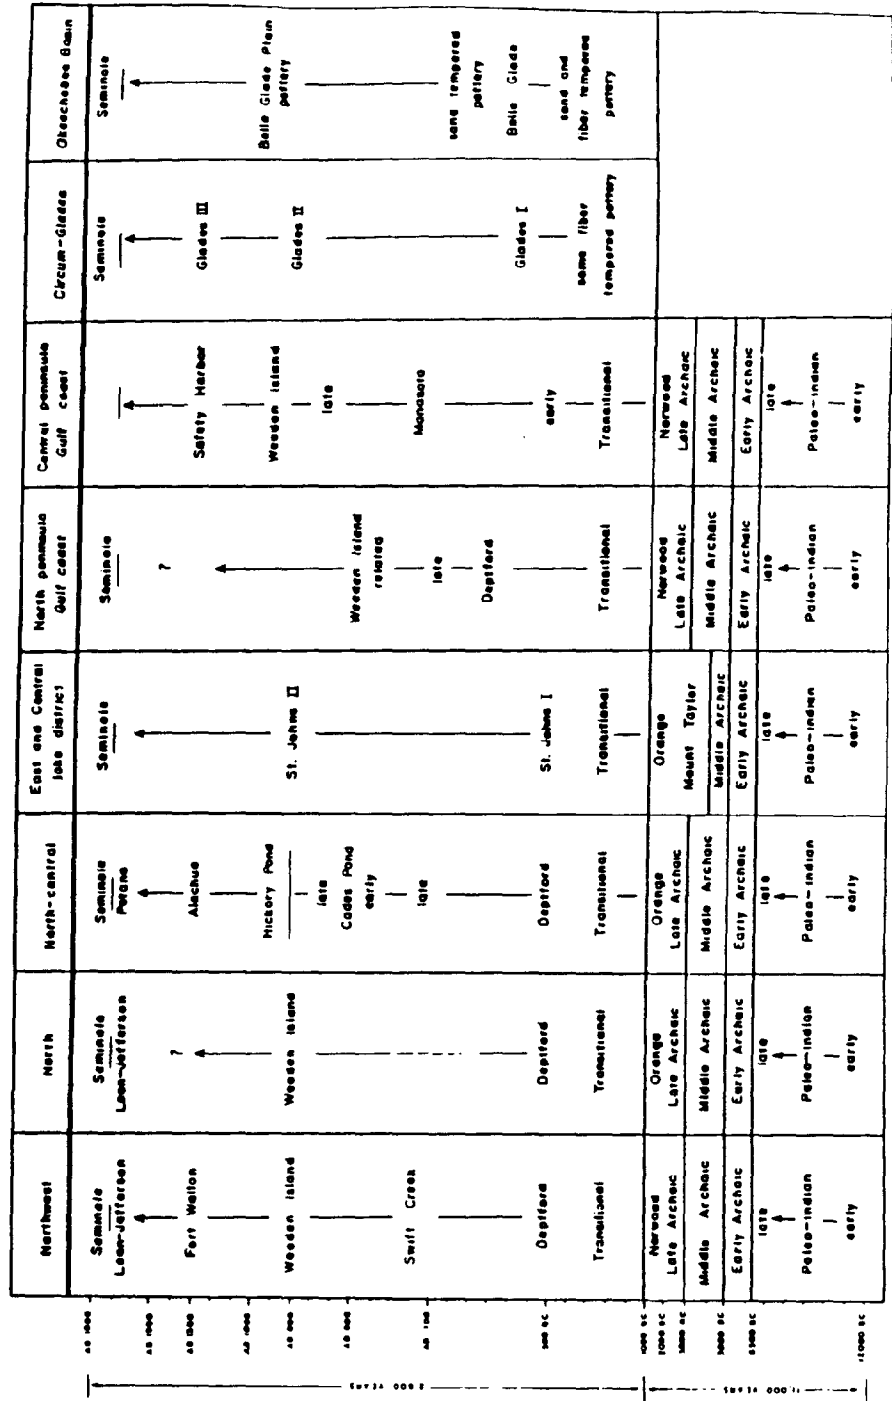 Northwest
Seminole
Leon-Jefferson
Fort Walton
Weeden Island
Swift Creek
Deptford
Transitional
Norwood
Late Archaic
Middle Archaic
Early Archaic
late
Paleo-Indian
early
North
Seminole
Leon-Jefferson
?
Weeden Island
Deptford
Transitional
Orange
Late Archaic
Middle Archaic
Early Archaic
late
Paleo-Indian
early
North-central
Seminole
Potano
Alachua
Hickory Pond
late
Cades Pond
early
late
Deptford
Transitional
Orange
Late Archaic
Middle Archaic
Early Archaic
late
Paleo-Indian
early
East and Central
lake district
Seminole
St. Johns II
St. Johns I
Transitional
Orange
Mount Taylor
Middle Archaic
Early Archaic
late
Paleo-Indian
early
North peninsula
Gulf coast
Seminole
?
Weeden Island
related
late
Deptford
Transitional
Norwood
Late Archaic
Middle Archaic
Early Archaic
late
Paleo-Indian
early
Central peninsula
Gulf coast
Safety Harbor
Weeden Island
late
Manasota
early
Transitional
Norwood
Late Archaic
Middle Archaic
Early Archaic
late
Paleo-Indian
early
Circum-Glades
Seminole
Glades III
Glades II
Glades I
some fiber
tempered pottery
Okeechobee Basin
Seminole
Belle Glade Plain
pottery
sand tempered
pottery
Belle Glade
sand and
fiber tempered
pottery
500 BC
1000 BC
2000 BC
3000 BC
5000 BC
6500 BC
12000 BC
11,000 YEARS